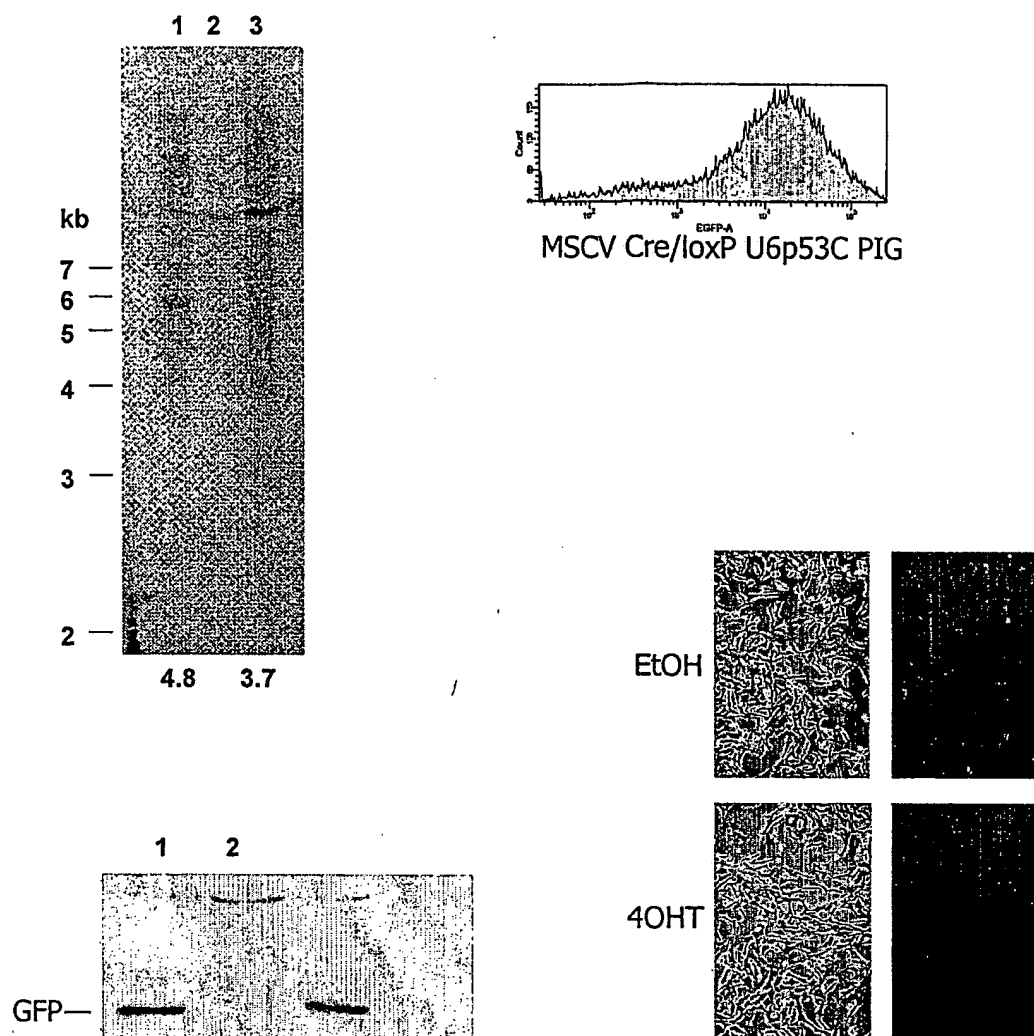 1 2 3
kb
7
6
5
4
3
2
4.8 3.7
Count
EGFP-A
MSCV Cre/loxP U6p53C PIG
EtOH
4OHT
1 2
GFP